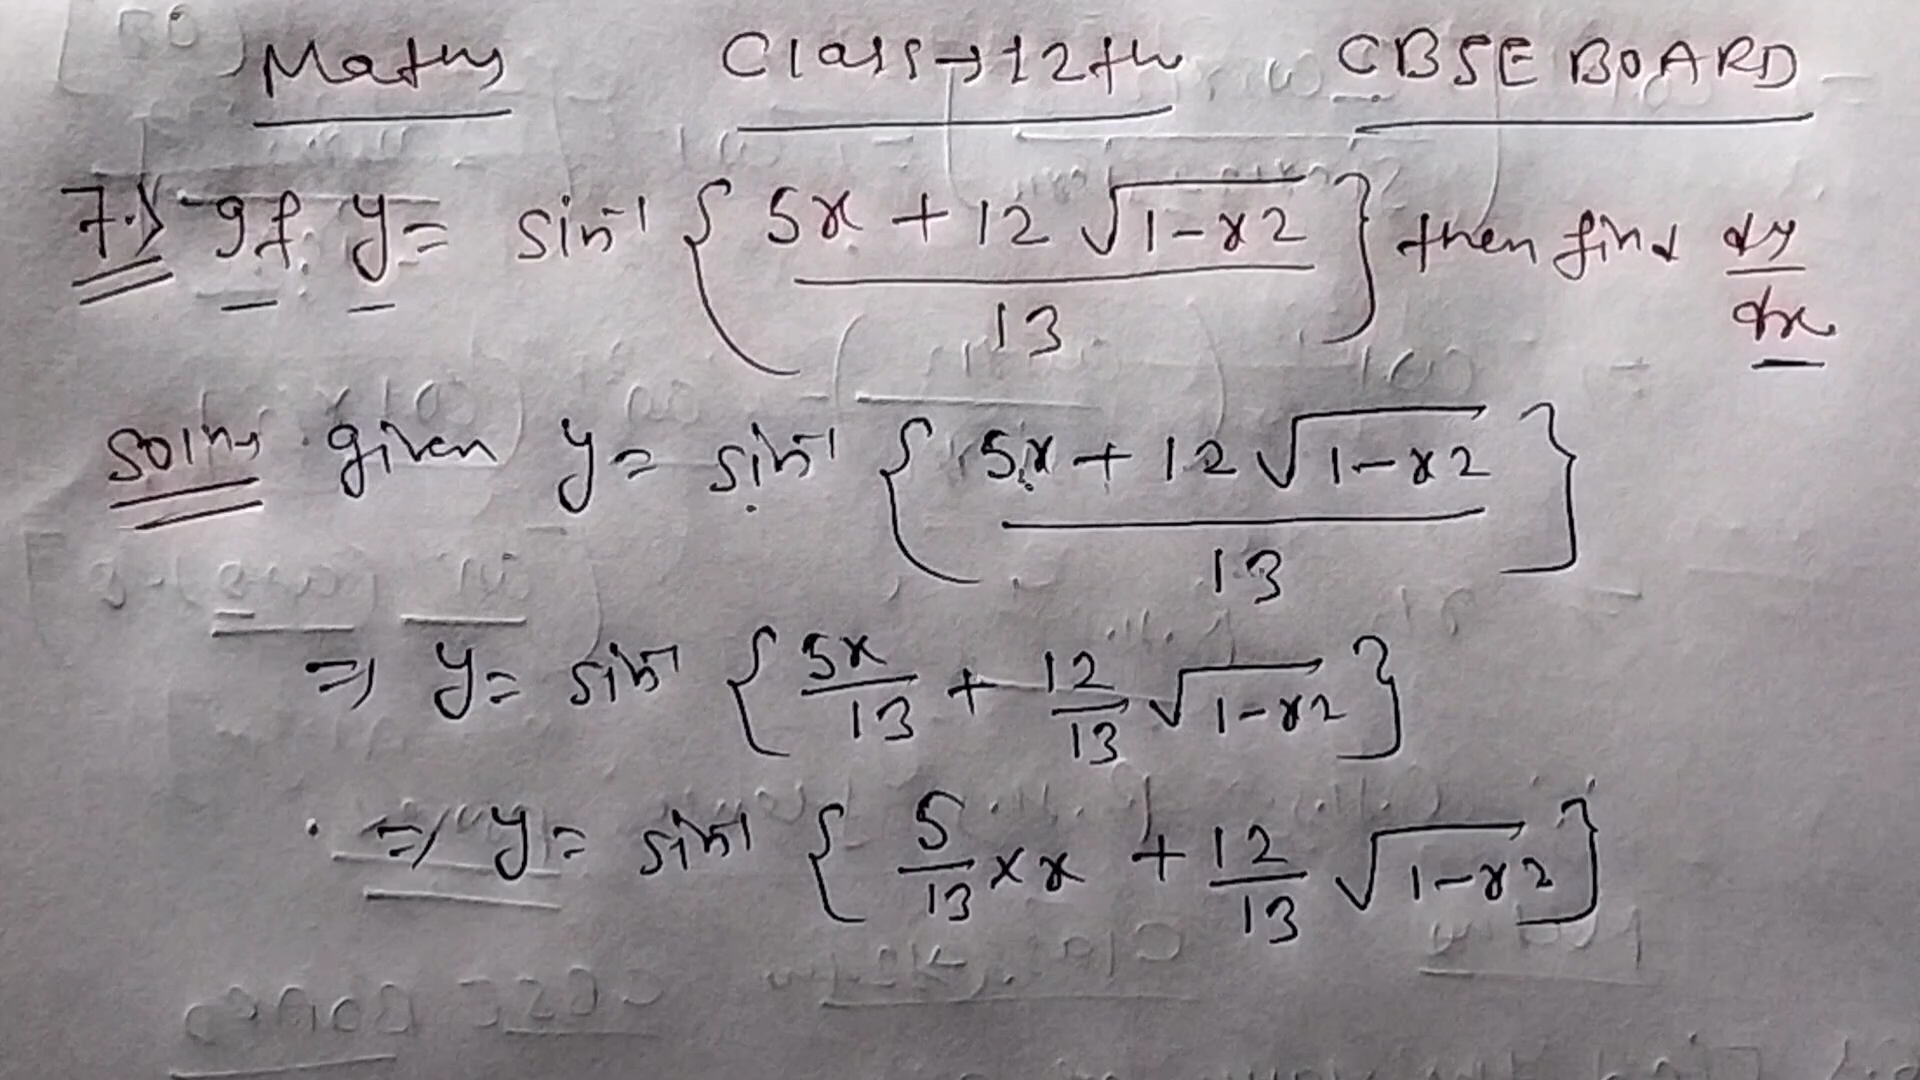 Maths Class → 12th CBSE BOARD
7.) If y = sin-1 { 5x + 12 √1-x2 / 13 } then find dy/dx
Soln given y = sin-1 { 5x + 12 √1-x2 / 13 }
⇒ y = sin-1 { 5x/13 + 12/13 √1-x2 }
⇒ y = sin-1 { 5/13 × x + 12/13 √1-x2 }